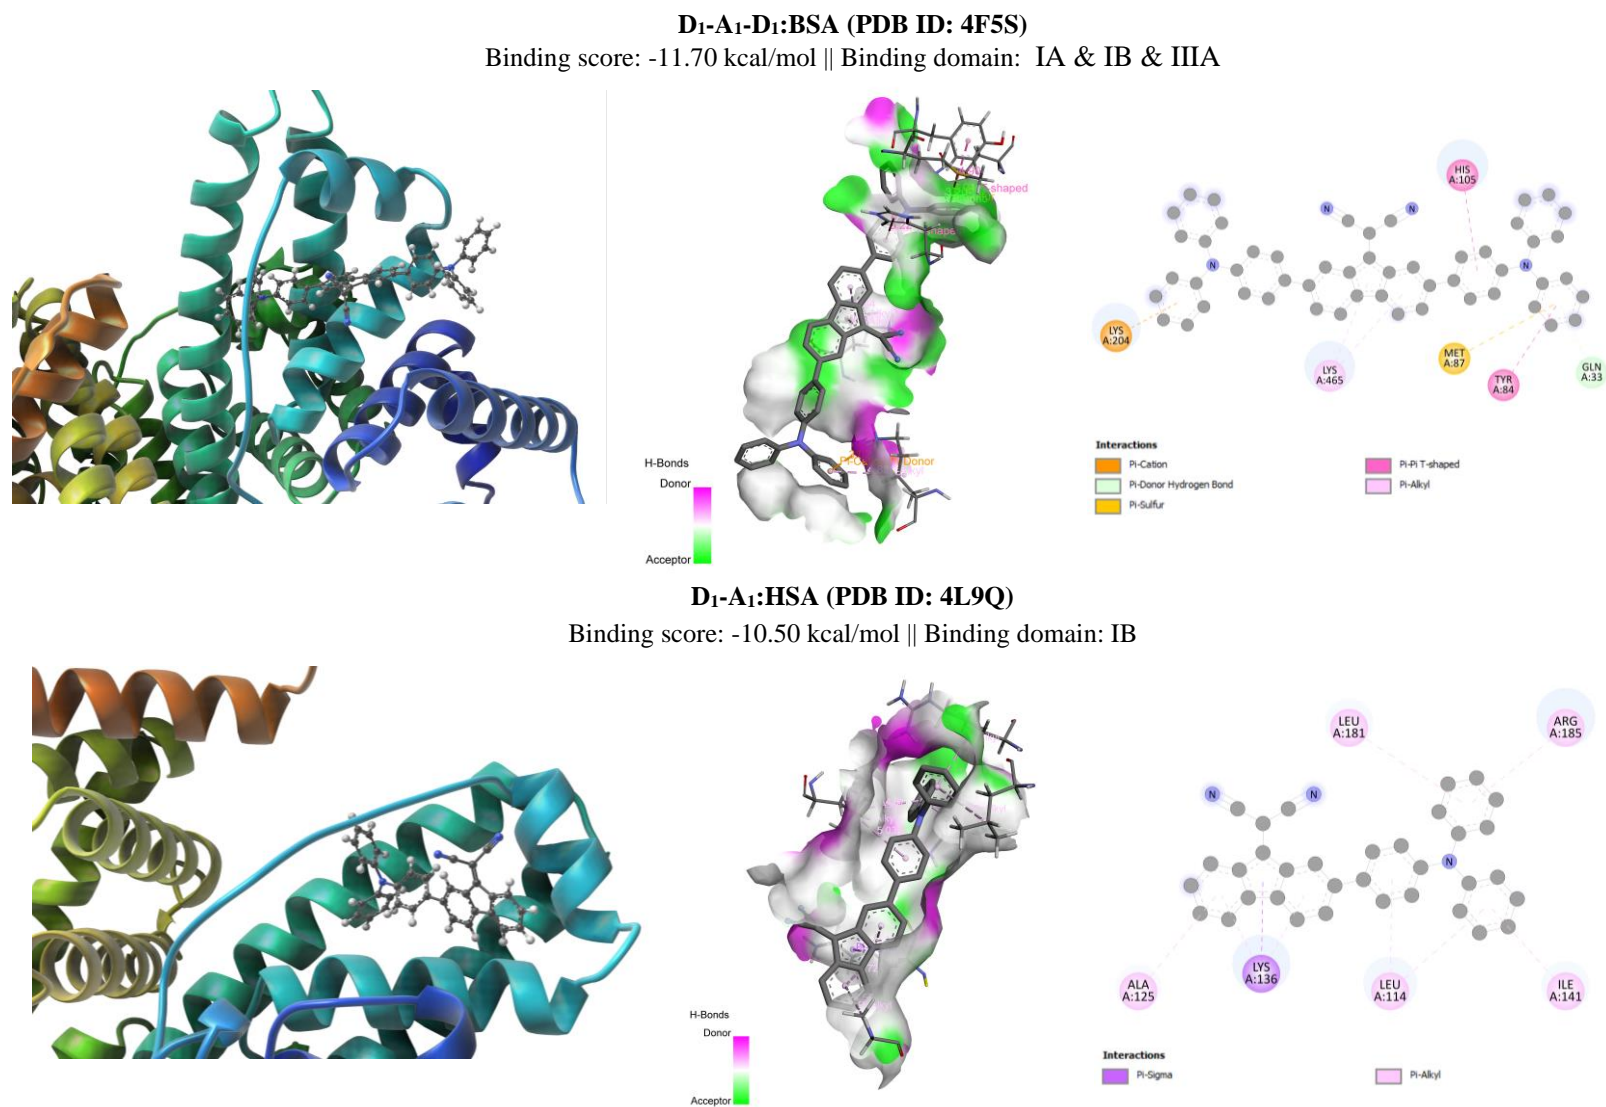 D₁-A₁-D₁:BSA (PDB ID: 4F5S)
Binding score: -11.70 kcal/mol || Binding domain: IA & IB & IIIA
shaped
shape
Pi-C
Donor
H-Bonds
Donor
Acceptor
HIS
A:105
N
N
N
N
LYS
A:204
LYS
A:465
MET
A:87
TYR
A:84
GLN
A:33
Interactions
Pi-Cation
Pi-Donor Hydrogen Bond
Pi-Sulfur
Pi-Pi T-shaped
Pi-Alkyl
D₁-A₁:HSA (PDB ID: 4L9Q)
Binding score: -10.50 kcal/mol || Binding domain: IB
H-Bonds
Donor
Acceptor
LEU
A:181
ARG
A:185
N
N
N
ALA
A:125
LYS
A:136
LEU
A:114
ILE
A:141
Interactions
Pi-Sigma
Pi-Alkyl